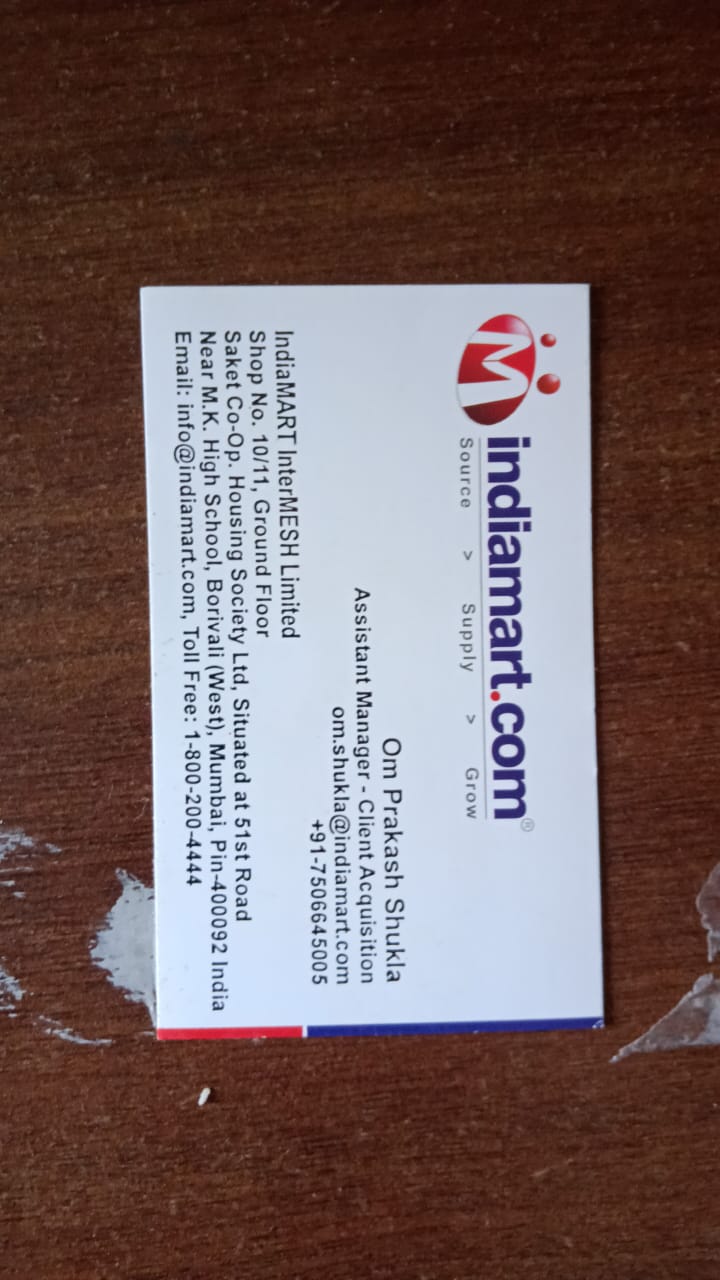 indiamart.com®
Source > Supply > Grow
Om Prakash Shukla
Assistant Manager - Client Acquisition
om.shukla@indiamart.com
+91-7506645005
IndiaMART InterMESH Limited
Shop No. 10/11, Ground Floor
Saket Co-Op. Housing Society Ltd, Situated at 51st Road
Near M.K. High School, Borivali (West), Mumbai, Pin-400092 India
Email: info@indiamart.com, Toll Free: 1-800-200-4444